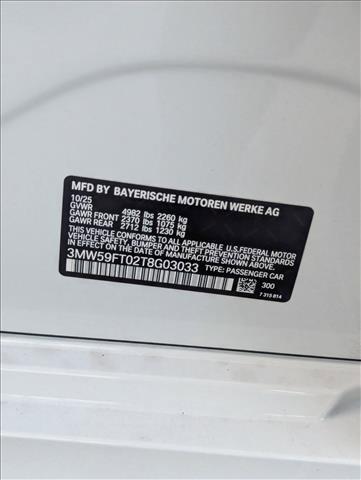 MFD BY BAYERISCHE MOTOREN WERKE AG
10/25
GVWR 4982 lbs 2260 kg
GAWR FRONT 2370 lbs 1075 kg
GAWR REAR 2712 lbs 1230 kg
THIS VEHICLE CONFORMS TO ALL APPLICABLE U.S. FEDERAL MOTOR
VEHICLE SAFETY, BUMPER, AND THEFT PREVENTION STANDARDS IN
EFFECT ON THE DATE OF MANUFACTURE SHOWN ABOVE.
3MW59FT02T8G03033 TYPE: PASSENGER CAR
300
7 315 814